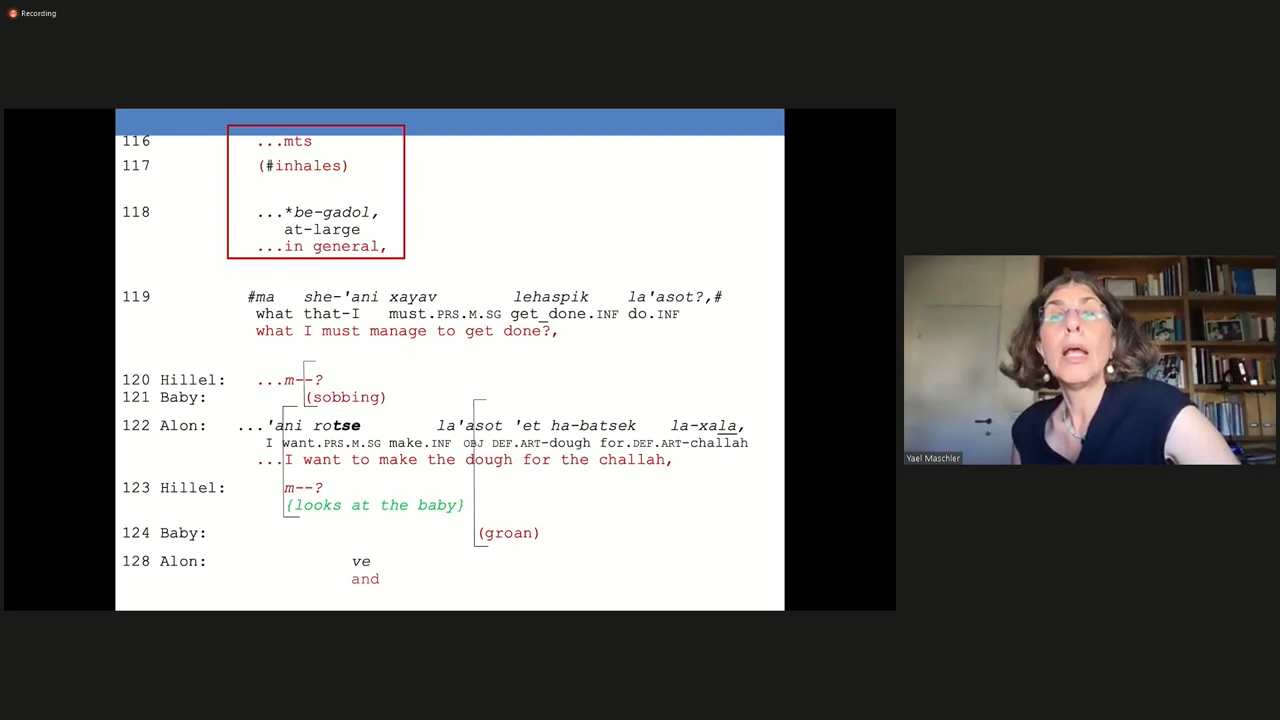 Recording
116 ...mts
117 (#inhales)
118 ...*be-gadol,
at-large
...in general,
119 #ma she-'ani xayav lehaspik la'asot?,#
what that-I must.PRS.M.SG get_done.INF do.INF
what I must manage to get done?,
120 Hillel: ...m--?
121 Baby: (sobbing)
122 Alon: ...'ani rotse la'asot 'et ha-batsek la-xala,
I want.PRS.M.SG make.INF OBJ DEF.ART-dough for.DEF.ART-challah
...I want to make the dough for the challah,
123 Hillel: m--?
{looks at the baby}
124 Baby: (groan)
128 Alon: ve
and
Yael Maschler